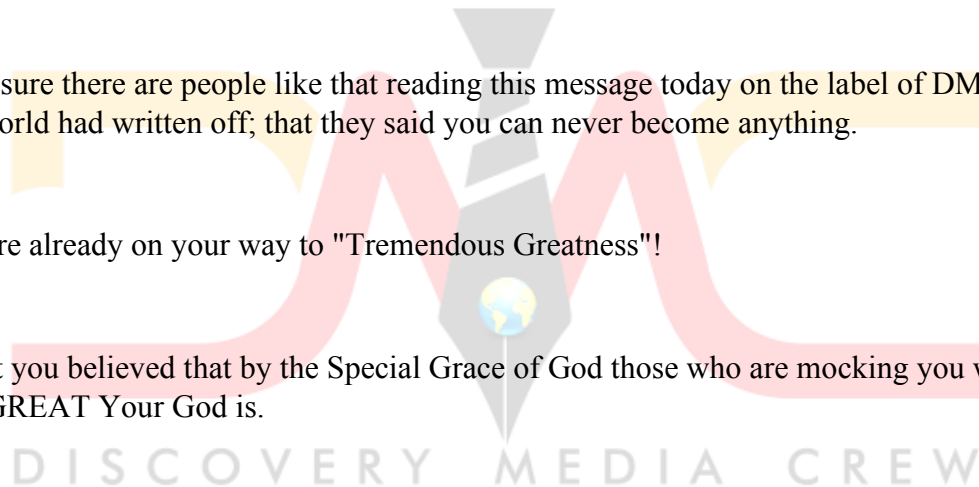 sure there are people like that reading this message today on the label of DM
orld had written off; that they said you can never become anything.
re already on your way to "Tremendous Greatness"!
t you believed that by the Special Grace of God those who are mocking you w
GREAT Your God is.
DISCOVERY MEDIA CREW